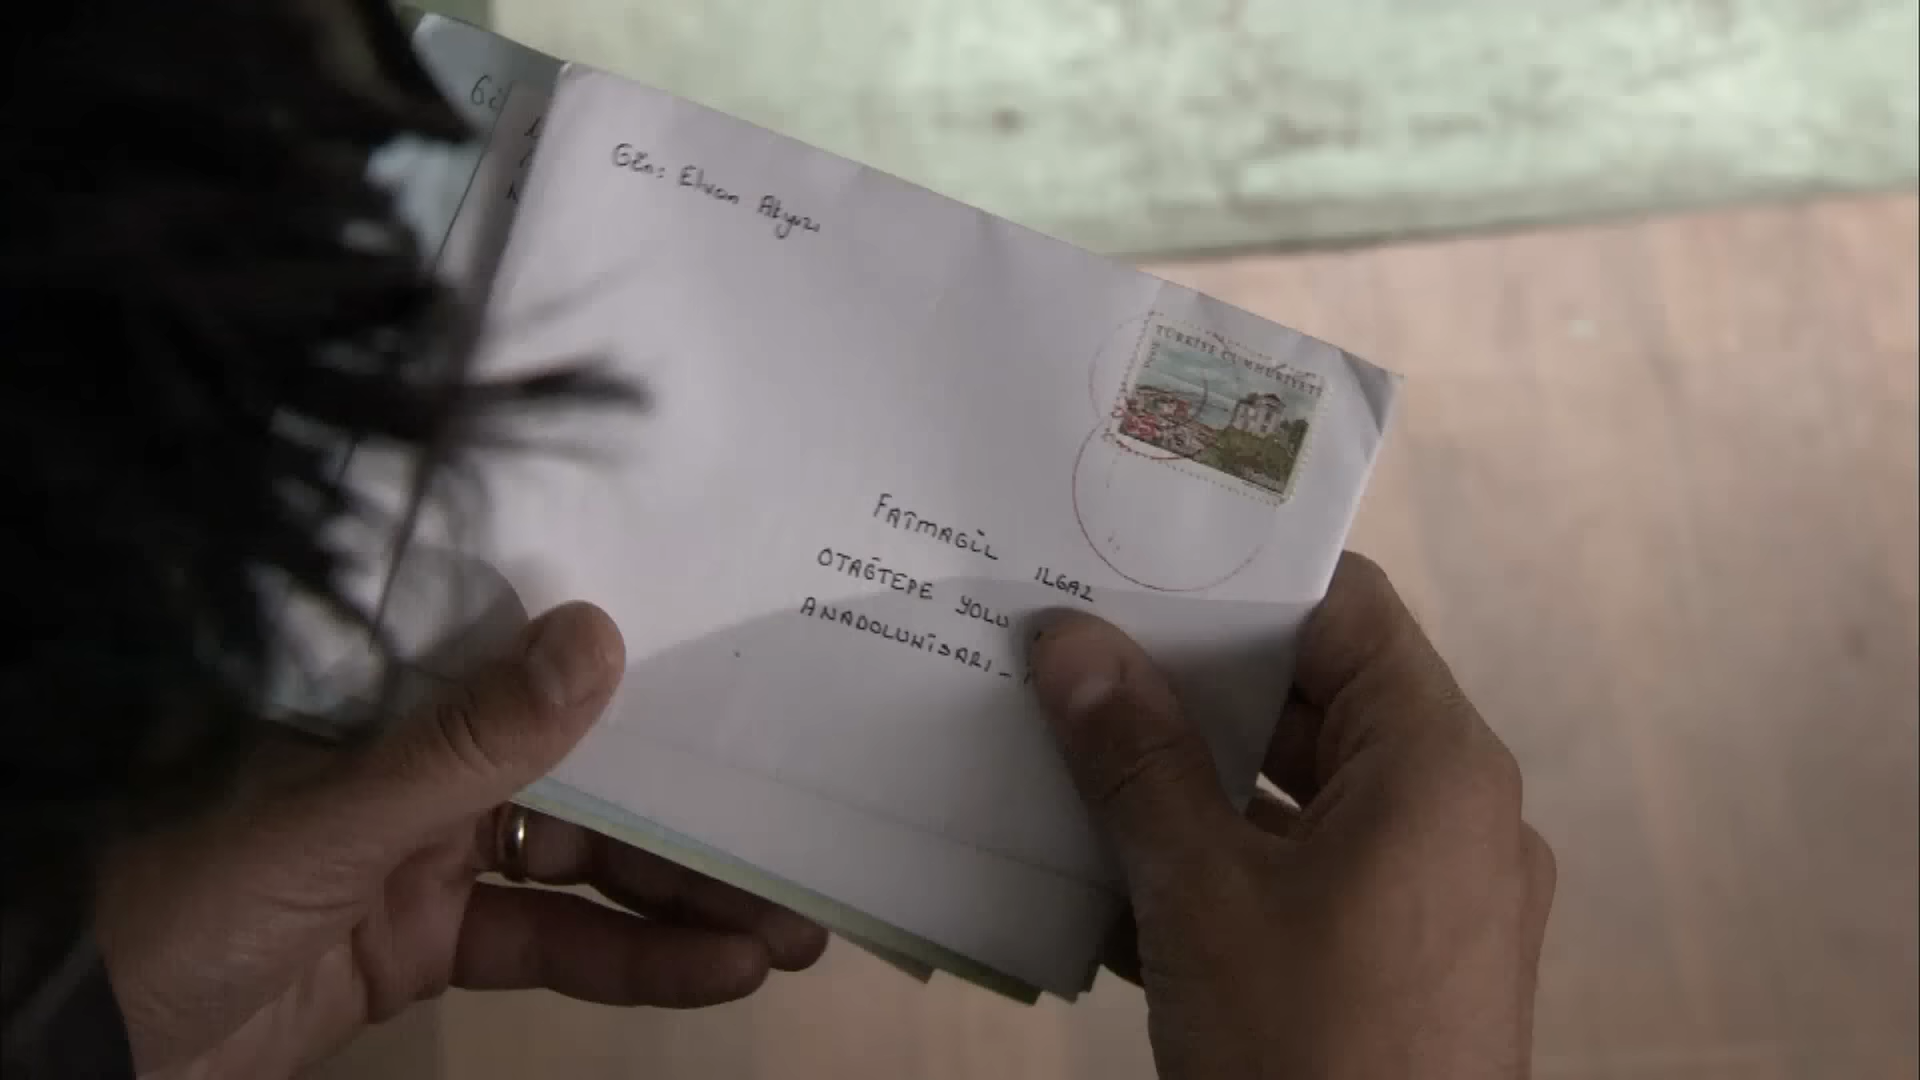 Gön: Elvan Akyazı
TÜRKİYE CUMHURİYETİ
FATMAGÜL ILGAZ
OTAĞTEPE YOLU
ANADOLUHİSARI -